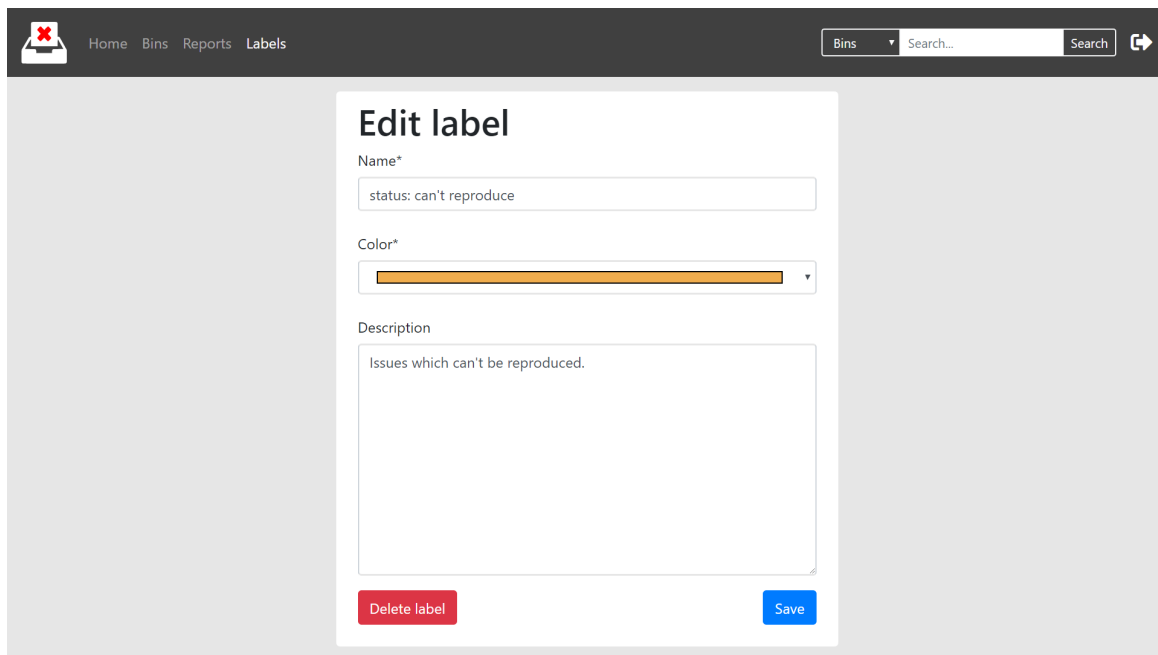 Home Bins Reports Labels Bins Search... Search
Edit label
Name*
status: can't reproduce
Color*
Description
Issues which can't be reproduced.
Delete label Save